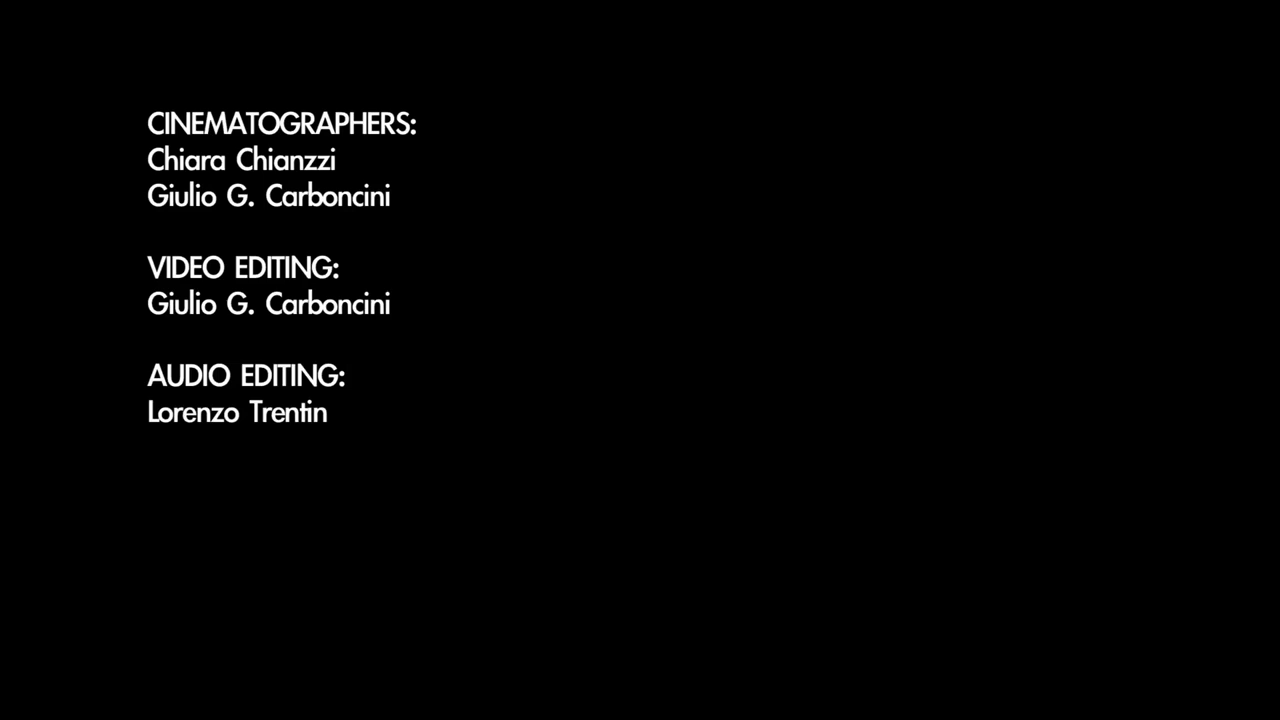 CINEMATOGRAPHERS:
Chiara Chianzzi
Giulio G. Carboncini
VIDEO EDITING:
Giulio G. Carboncini
AUDIO EDITING:
Lorenzo Trentin